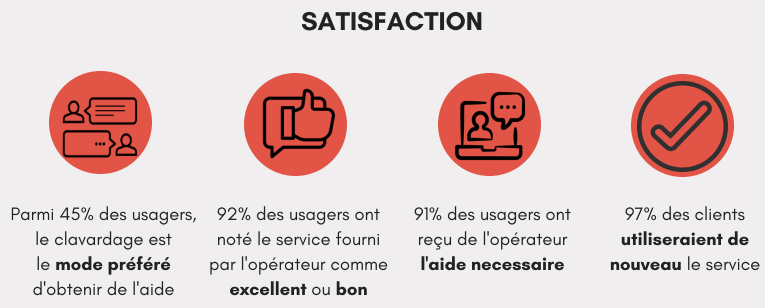 SATISFACTION
Parmi 45% des usagers,
le clavardage est
le mode préféré
d'obtenir de l'aide
92% des usagers ont
noté le service fourni
par l'opérateur comme
excellent ou bon
91% des usagers ont
reçu de l'opérateur
l'aide necessaire
97% des clients
utiliseraient de
nouveau le service